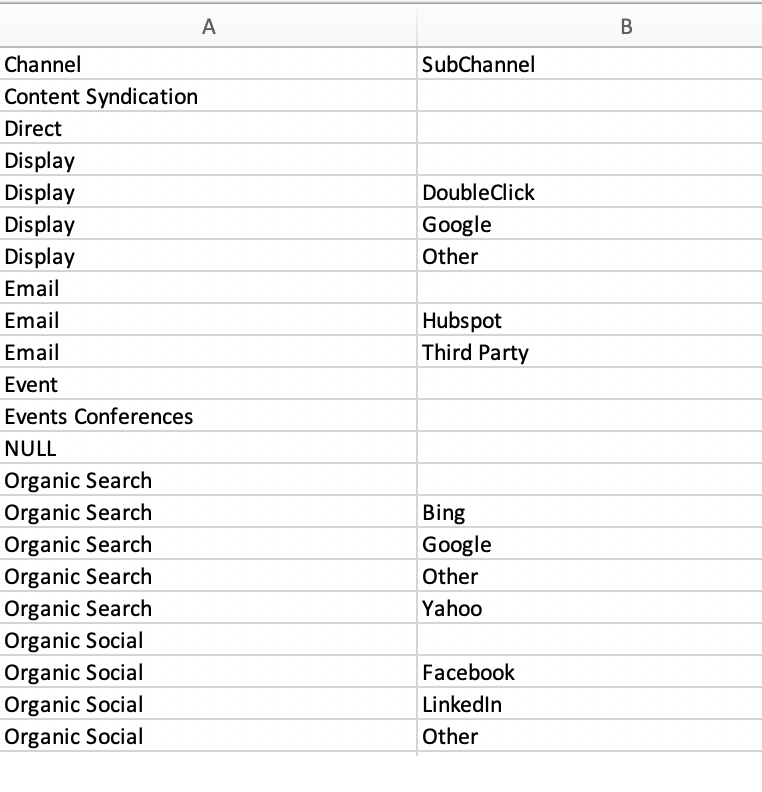 A B
Channel SubChannel
Content Syndication
Direct
Display
Display DoubleClick
Display Google
Display Other
Email
Email Hubspot
Email Third Party
Event
Events Conferences
NULL
Organic Search
Organic Search Bing
Organic Search Google
Organic Search Other
Organic Search Yahoo
Organic Social
Organic Social Facebook
Organic Social LinkedIn
Organic Social Other